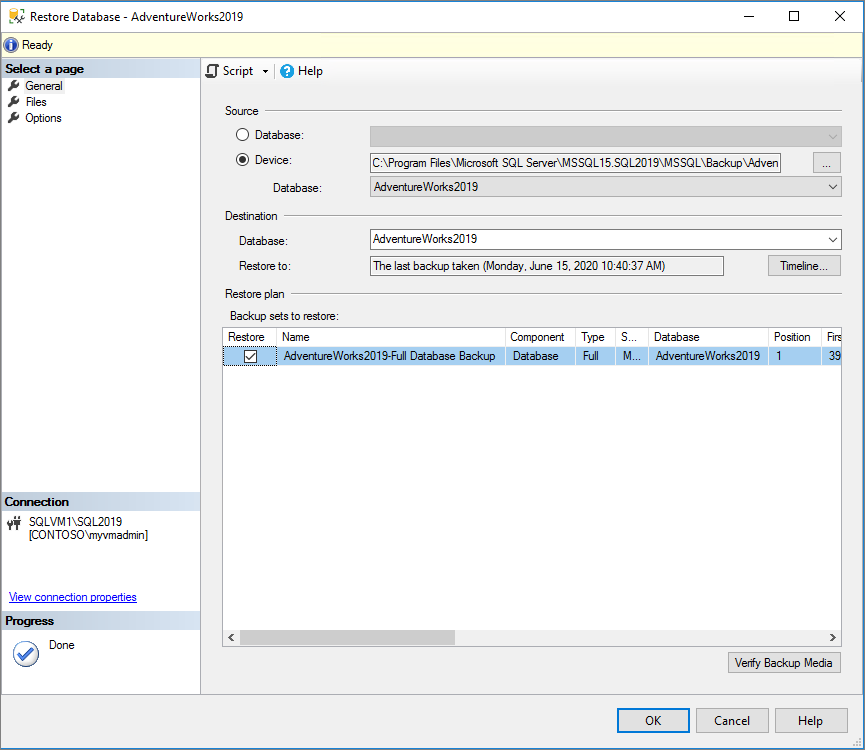 Restore Database - AdventureWorks2019
Ready
Select a page
General
Files
Options
Script
Help
Source
Database:
Device:
C:\Program Files\Microsoft SQL Server\MSSQL15.SQL2019\MSSQL\Backup\Adven
...
Database:
AdventureWorks2019
Destination
Database:
AdventureWorks2019
Restore to:
The last backup taken (Monday, June 15, 2020 10:40:37 AM)
Timeline...
Restore plan
Backup sets to restore:
Restore Name Component Type S... Database Position Firs
AdventureWorks2019-Full Database Backup Database Full M... AdventureWorks2019 1 39
Connection
SQLVM1\SQL2019
[CONTOSO\myvmadmin]
View connection properties
Progress
Done
Verify Backup Media
OK
Cancel
Help